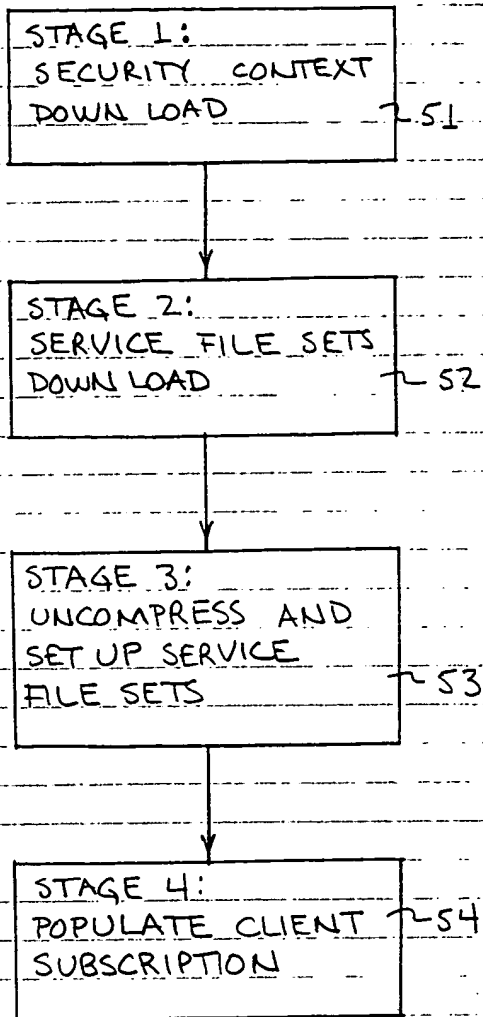 STAGE 1:
SECURITY CONTEXT
DOWN LOAD 51
STAGE 2:
SERVICE FILE SETS
DOWN LOAD 52
STAGE 3:
UNCOMPRESS AND
SET UP SERVICE
FILE SETS 53
STAGE 4:
POPULATE CLIENT 54
SUBSCRIPTION